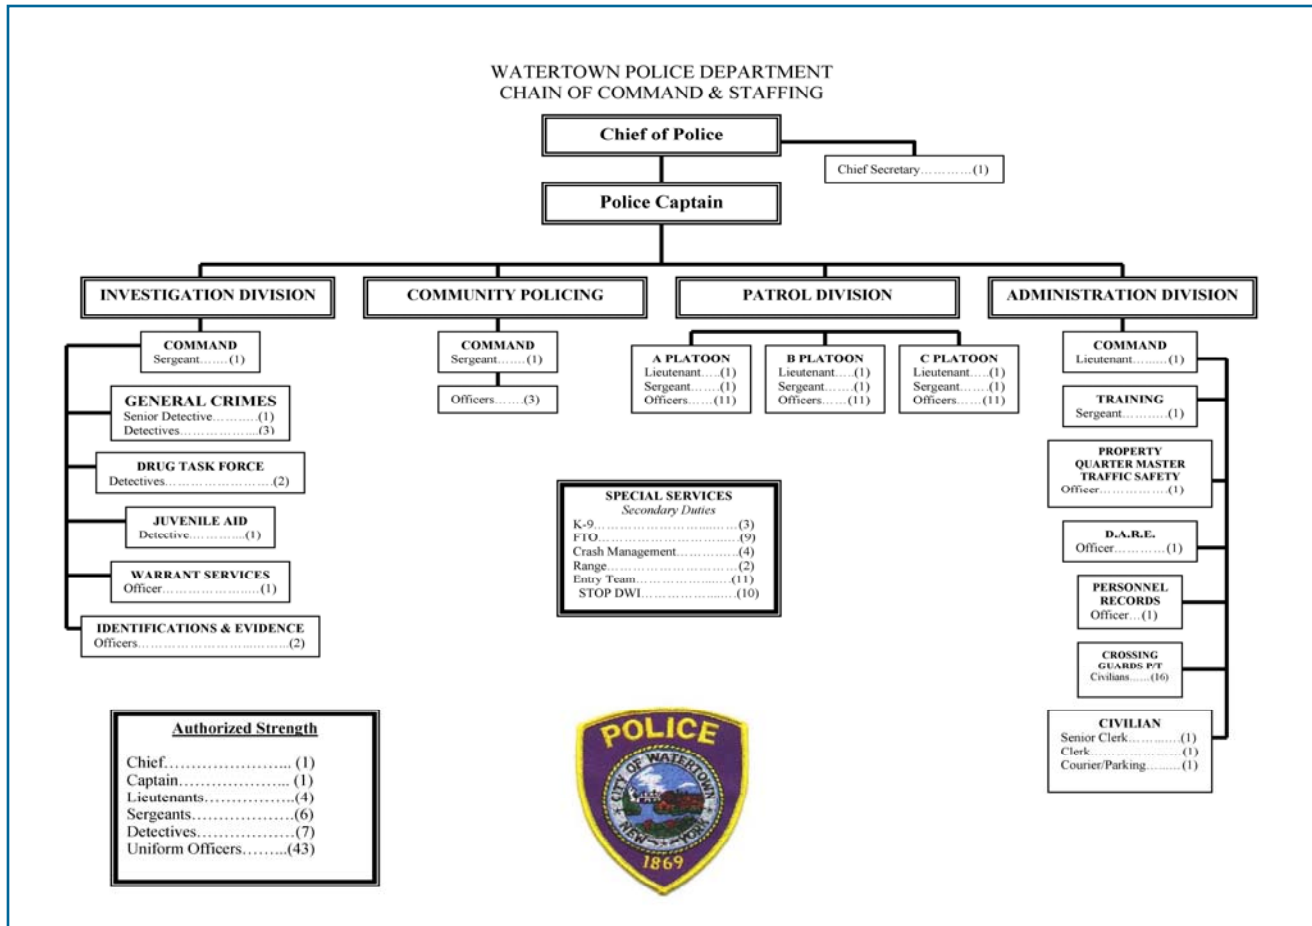 WATERTOWN POLICE DEPARTMENT
CHAIN OF COMMAND & STAFFING
Chief of Police
Chief Secretary…………(1)
Police Captain
INVESTIGATION DIVISION
COMMAND
Sergeant…….(1)
GENERAL CRIMES
Senior Detective………..(1)
Detectives……………....(3)
DRUG TASK FORCE
Detectives…………………….(2)
JUVENILE AID
Detective………....(1)
WARRANT SERVICES
Officer……………….…..(1)
IDENTIFICATIONS & EVIDENCE
Officers……………………...……...(2)
COMMUNITY POLICING
COMMAND
Sergeant…….(1)
Officers…….(3)
PATROL DIVISION
A PLATOON
Lieutenant…..(1)
Sergeant…….(1)
Officers……(11)
B PLATOON
Lieutenant…..(1)
Sergeant…….(1)
Officers……(11)
C PLATOON
Lieutenant…..(1)
Sergeant…….(1)
Officers……(11)
ADMINISTRATION DIVISION
COMMAND
Lieutenant…..…(1)
TRAINING
Sergeant………..(1)
PROPERTY
QUARTER MASTER
TRAFFIC SAFETY
Officer…………….(1)
D.A.R.E.
Officer…………(1)
PERSONNEL
RECORDS
Officer…(1)
CROSSING
GUARDS P/T
Civilians……(16)
CIVILIAN
Senior Clerk……...….(1)
Clerk…………………(1)
Courier/Parking…..…(1)
SPECIAL SERVICES
Secondary Duties
K-9…………………....……(3)
FTO……………………..….(9)
Crash Management…………..(4)
Range………………………(2)
Entry Team……………...….(11)
STOP DWI……………....….(10)
Authorized Strength
Chief…………………... (1)
Captain………………... (1)
Lieutenants……………..(4)
Sergeants……………….(6)
Detectives………………(7)
Uniform Officers……...(43)
POLICE
CITY OF WATERTOWN
NEW YORK
1869